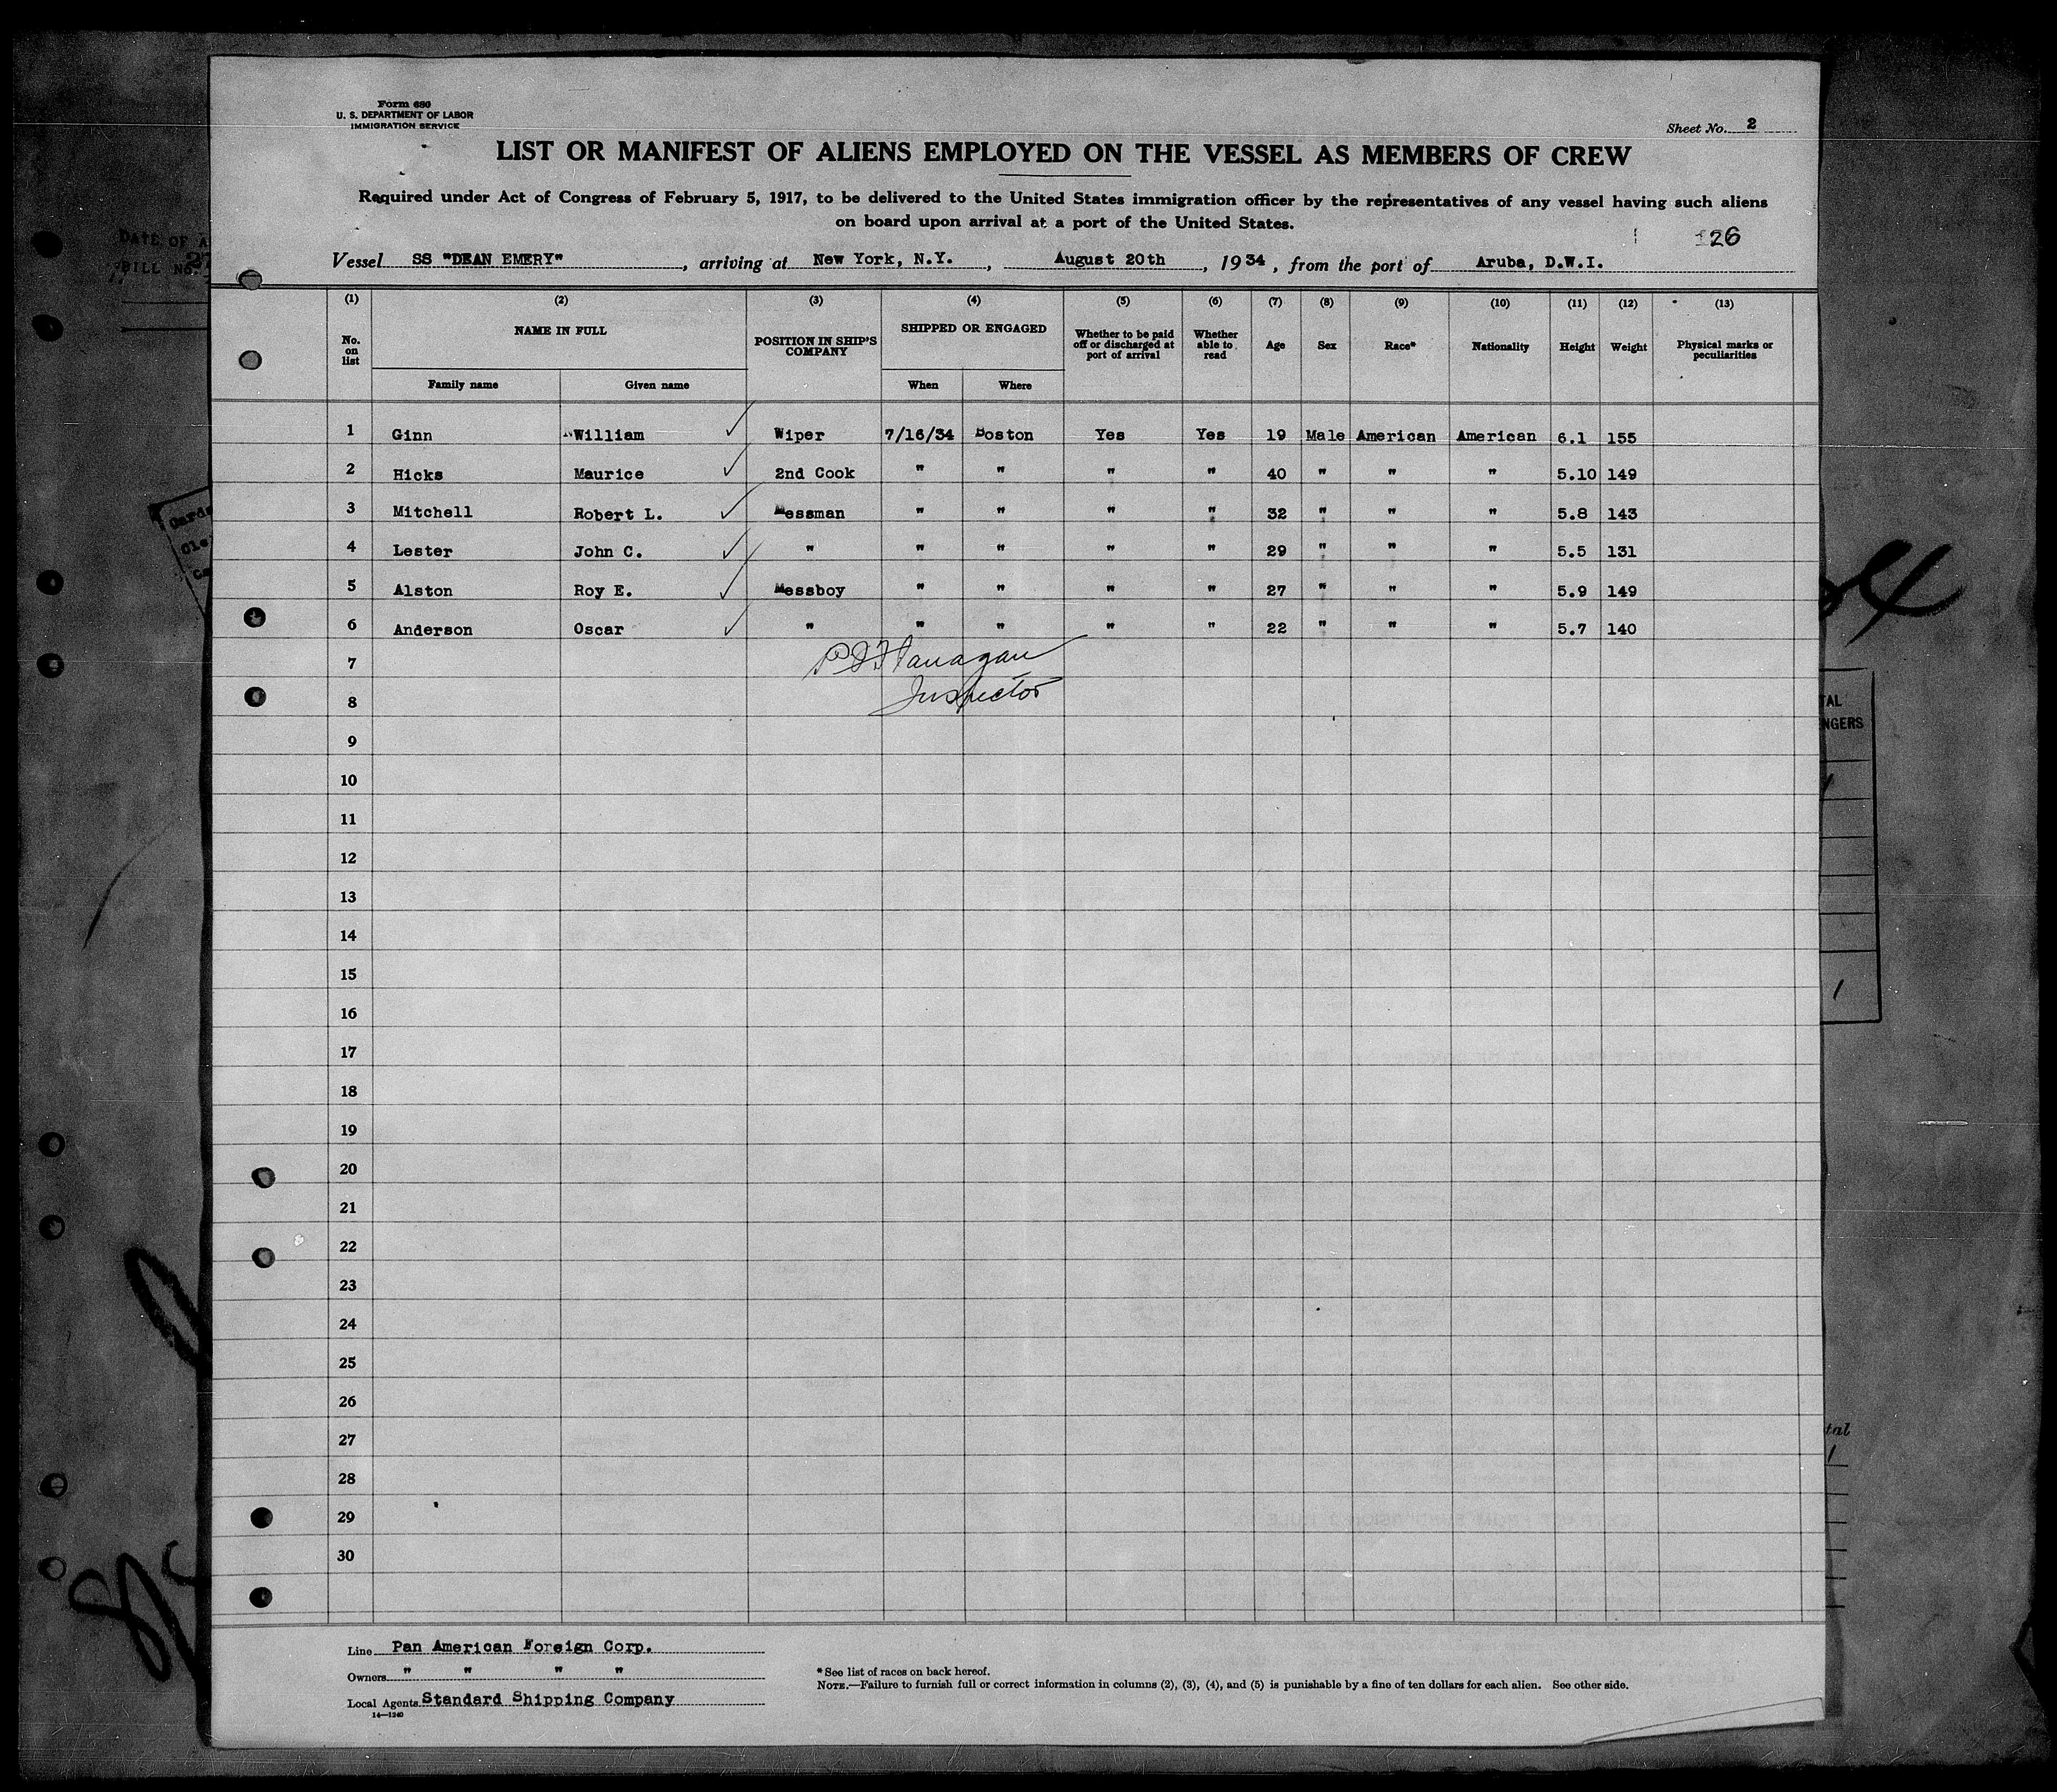 Form 680
U. S. DEPARTMENT OF LABOR
IMMIGRATION SERVICE
Sheet No. 2
LIST OR MANIFEST OF ALIENS EMPLOYED ON THE VESSEL AS MEMBERS OF CREW
Required under Act of Congress of February 5, 1917, to be delivered to the United States immigration officer by the representatives of any vessel having such aliens
on board upon arrival at a port of the United States.
126
Vessel SS "DEAN EMERY", arriving at New York, N.Y., August 20th, 1934, from the port of Aruba, D.W.I.
(1) (2) (3) (4) (5) (6) (7) (8) (9) (10) (11) (12) (13)
No. on list NAME IN FULL POSITION IN SHIP'S COMPANY SHIPPED OR ENGAGED Whether to be paid off or discharged at port of arrival Whether able to read Age Sex Race* Nationality Height Weight Physical marks or peculiarities
Family name Given name When Where
1 Ginn William ✓ Wiper 7/16/34 Boston Yes Yes 19 Male American American 6.1 155
2 Hicks Maurice ✓ 2nd Cook " " " " 40 " " " 5.10 149
3 Mitchell Robert L. ✓ Messman " " " " 32 " " " 5.8 143
4 Lester John C. ✓ " " " " " 29 " " " 5.5 131
5 Alston Roy E. ✓ Messboy " " " " 27 " " " 5.9 149
6 Anderson Oscar ✓ " " " " " 22 " " " 5.7 140
7 P J Flanagan
8 Inspector
9
10
11
12
13
14
15
16
17
18
19
20
21
22
23
24
25
26
27
28
29
30
Line Pan American Foreign Corp.
Owners " " " "
Local Agents Standard Shipping Company
14—1240
*See list of races on back hereof.
NOTE.—Failure to furnish full or correct information in columns (2), (3), (4), and (5) is punishable by a fine of ten dollars for each alien. See other side.
DATE OF A
BILL No. 27
TAL
NGERS
1
tal
1